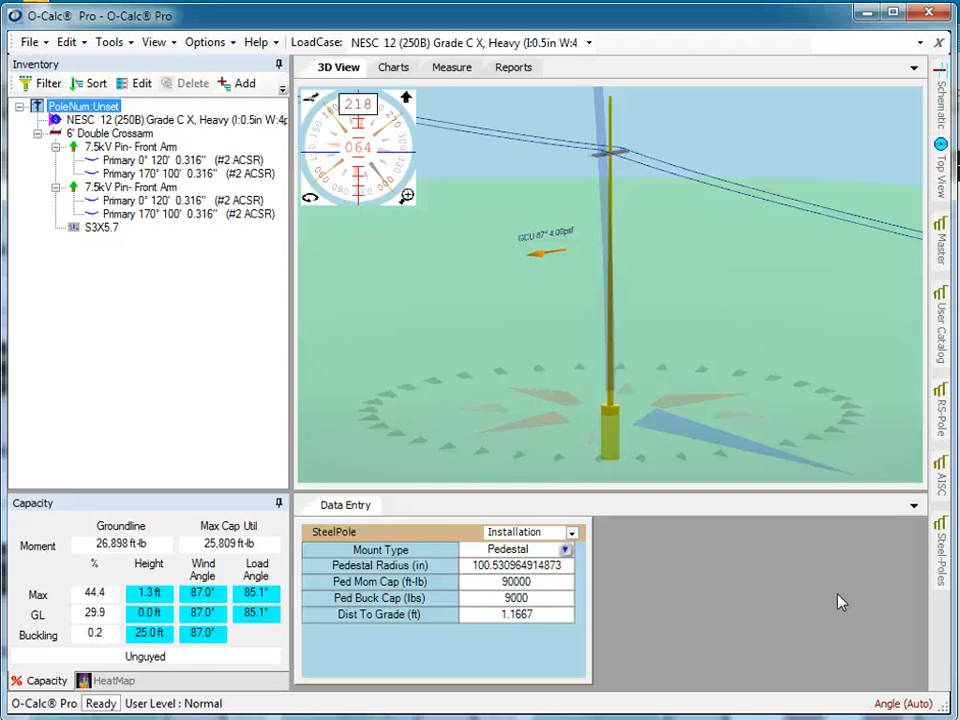 O-Calc® Pro - O-Calc® Pro
File Edit Tools View Options Help LoadCase: NESC 12 (250B) Grade C X, Heavy (I:0.5in W:4
Inventory
Filter Sort Edit Delete Add
PoleNum:Unset
NESC 12 (250B) Grade C X, Heavy (I:0.5in W:4p
6' Double Crossarm
7.5kV Pin- Front Arm
Primary 0° 120' 0.316" (#2 ACSR)
Primary 170° 100' 0.316" (#2 ACSR)
7.5kV Pin- Front Arm
Primary 0° 120' 0.316" (#2 ACSR)
Primary 170° 100' 0.316" (#2 ACSR)
S3X5.7
3D View Charts Measure Reports
218
064
GCU 87° 4.00psf
Schematic
Top View
Master
User Catalog
RS-Pole
AISC
Steel-Poles
Capacity
Groundline Max Cap Util
Moment 26,898 ft-lb 25,809 ft-lb
% Height Wind Angle Load Angle
Max 44.4 1.3 ft 87.0° 85.1°
GL 29.9 0.0 ft 87.0° 85.1°
Buckling 0.2 25.0 ft 87.0°
Unguyed
% Capacity HeatMap
Data Entry
SteelPole Installation
Mount Type Pedestal
Pedestal Radius (in) 100.530964914873
Ped Mom Cap (ft-lb) 90000
Ped Buck Cap (lbs) 9000
Dist To Grade (ft) 1.1667
O-Calc® Pro Ready User Level : Normal Angle (Auto)